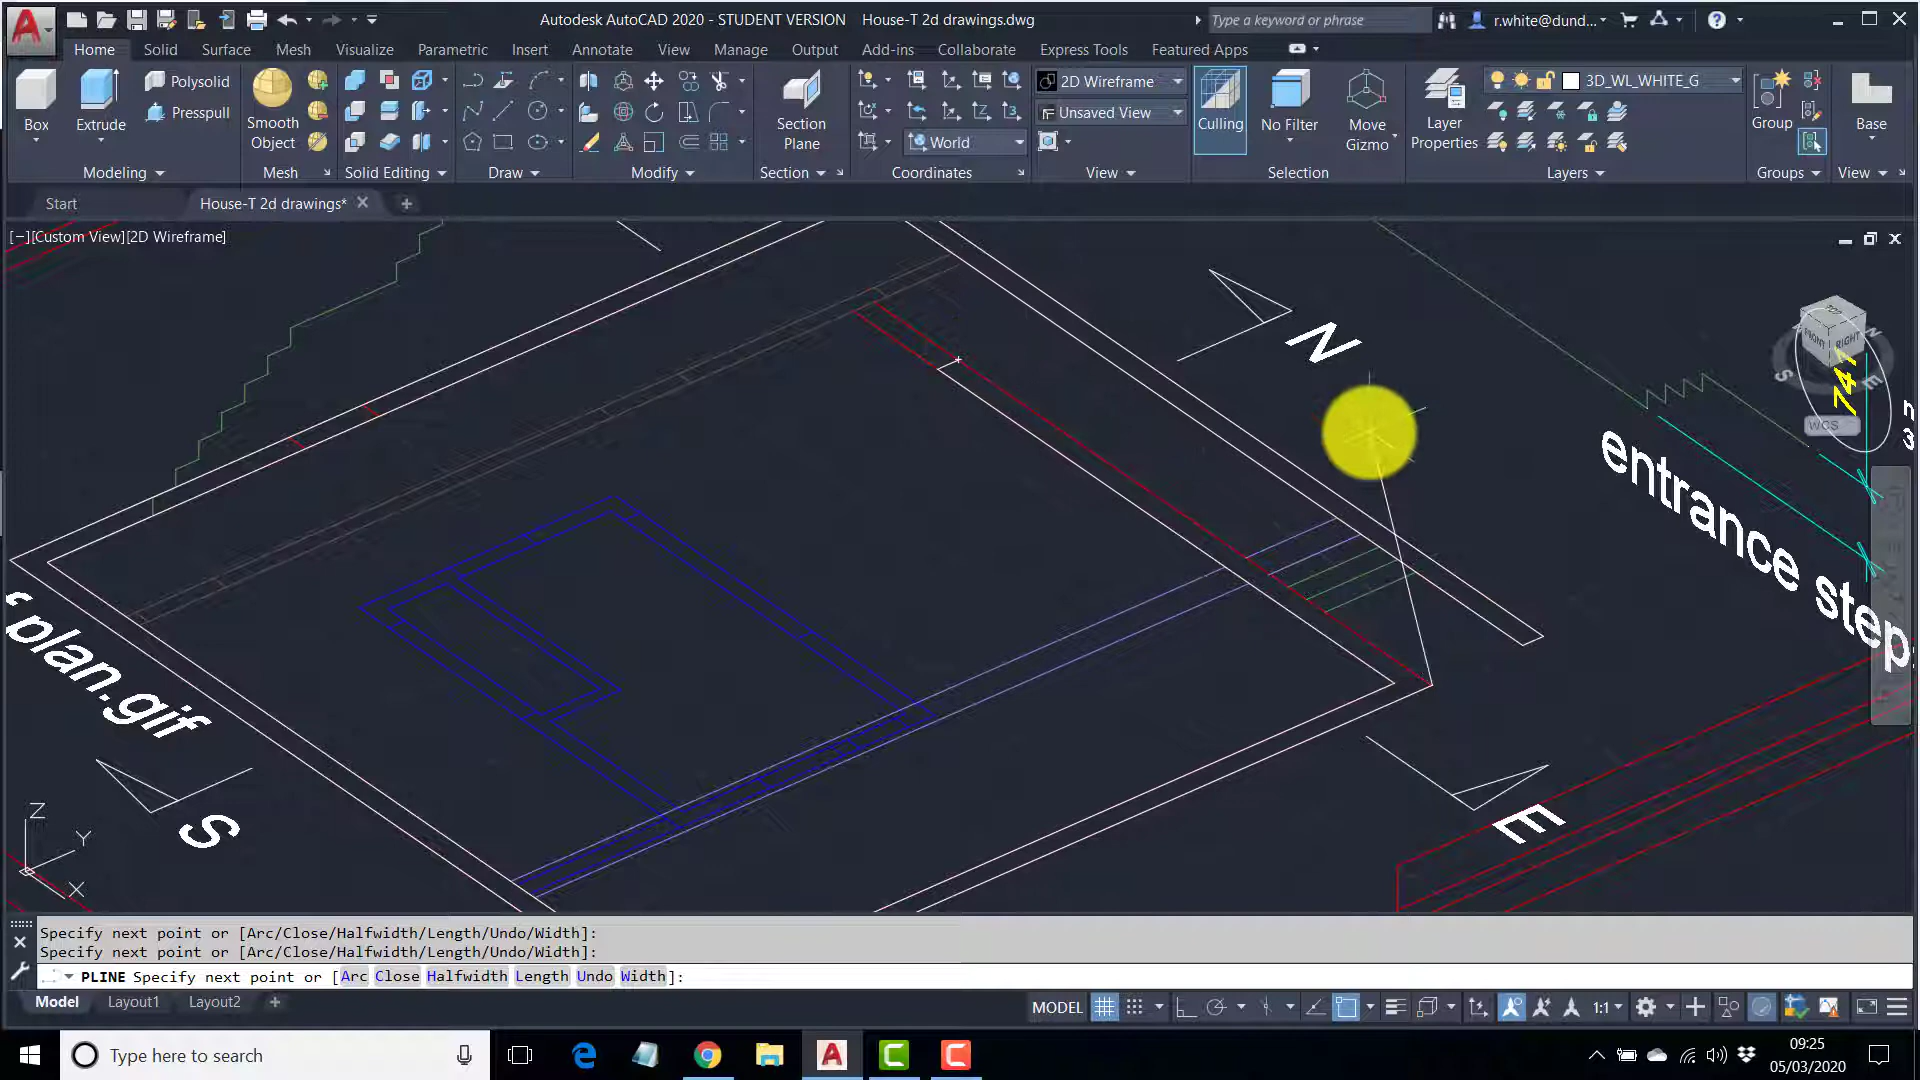 Autodesk AutoCAD 2020 - STUDENT VERSION House-T 2d drawings.dwg
Type a keyword or phrase
r.white@dund...
Home Solid Surface Mesh Visualize Parametric Insert Annotate View Manage Output Add-ins Collaborate Express Tools Featured Apps
Box
Extrude
Polysolid
Presspull
Smooth
Object
Section
Plane
World
2D Wireframe
Unsaved View
Culling
No Filter
Move
Gizmo
Layer
Properties
3D_WL_WHITE_G
Group
Base
Modeling Mesh Solid Editing Draw Modify Section Coordinates View Selection Layers Groups View
Start House-T 2d drawings*
[−][Custom View][2D Wireframe]
N
FRONT RIGHT
S E
747
WCS
entrance step
plan.gif
S
E
Z
Y
X
Specify next point or [Arc/Close/Halfwidth/Length/Undo/Width]:
Specify next point or [Arc/Close/Halfwidth/Length/Undo/Width]:
PLINE Specify next point or [Arc Close Halfwidth Length Undo Width]:
Model Layout1 Layout2
MODEL
1:1
Type here to search
09:25
05/03/2020